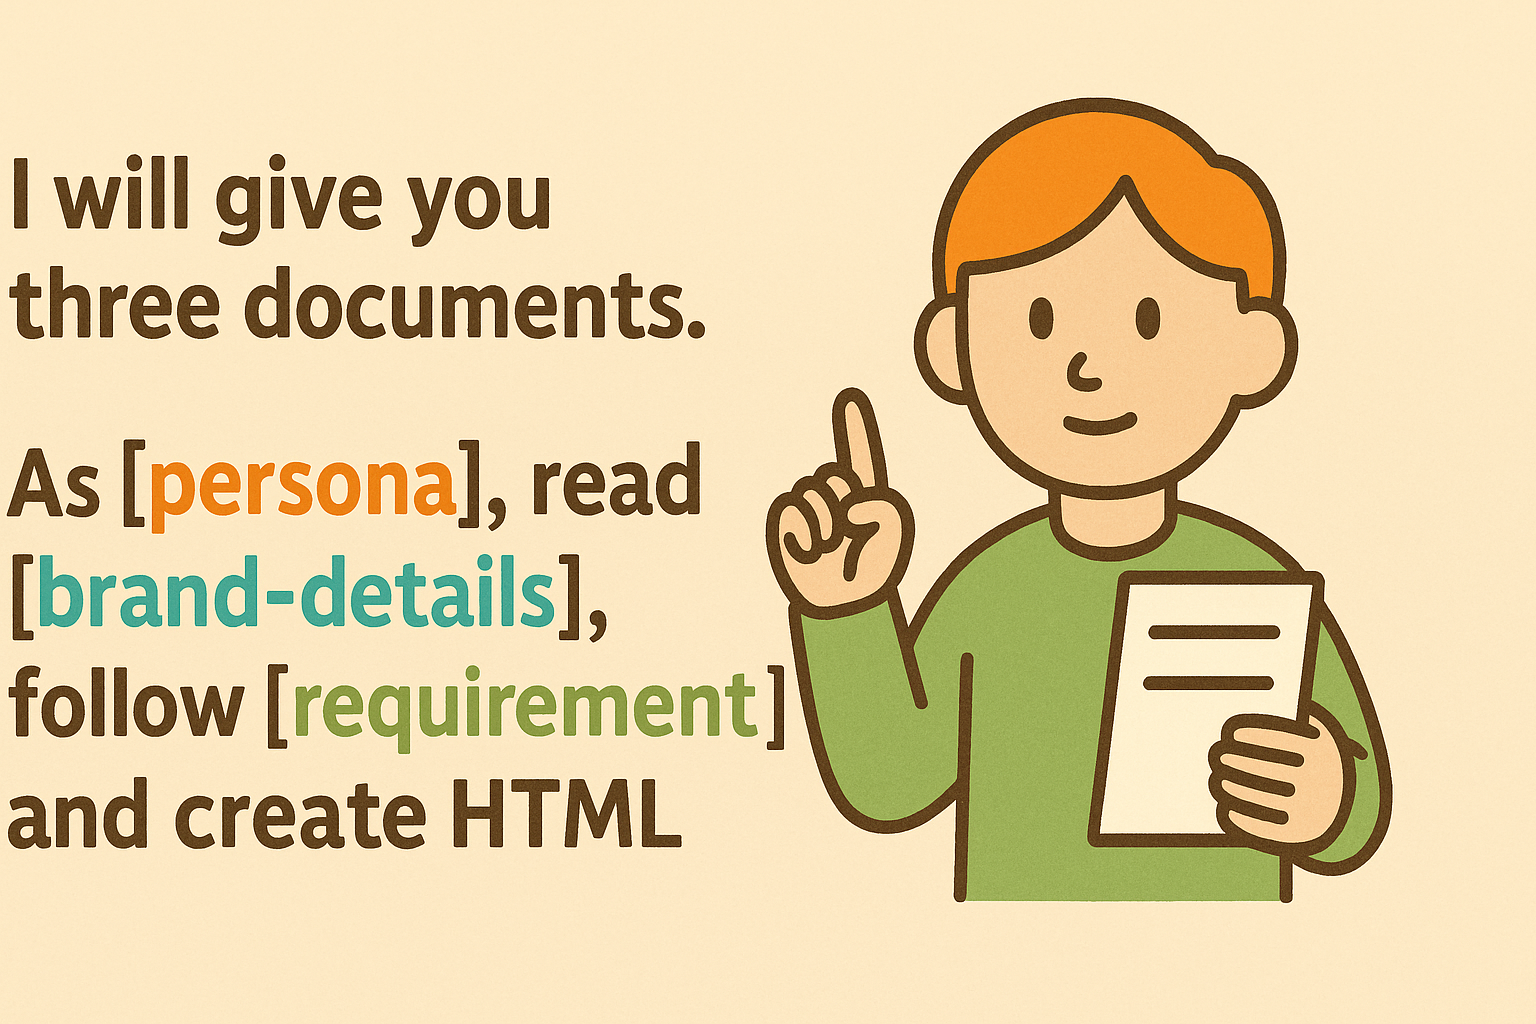 I will give you
three documents.
As [persona], read
[brand-details],
follow [requirement]
and create HTML